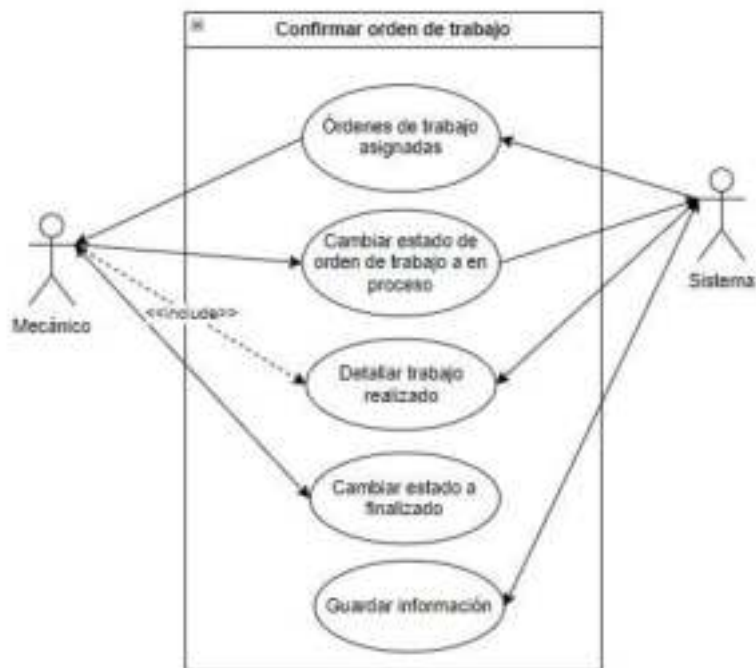 Confirmar orden de trabajo
Órdenes de trabajo
asignadas
Cambiar estado de
orden de trabajo a en
proceso
Mecánico
Sistema
<<include>>
Detallar trabajo
realizado
Cambiar estado a
finalizado
Guardar información